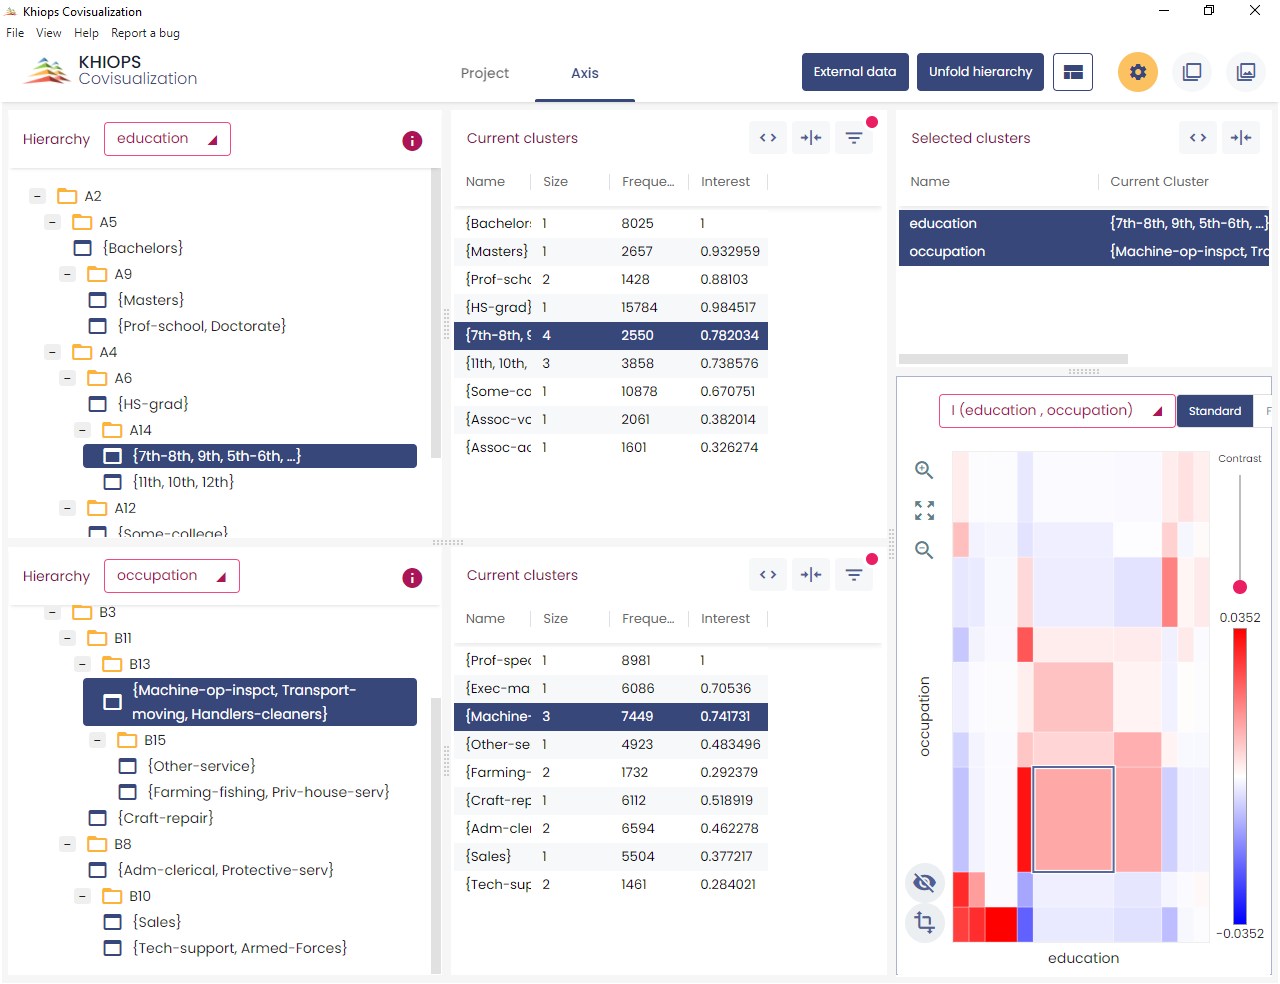 Khiops Covisualization
File View Help Report a bug
KHIOPS
Covisualization
Project
Axis
External data
Unfold hierarchy
Hierarchy
education
A2
A5
{Bachelors}
A9
{Masters}
{Prof-school, Doctorate}
A4
A6
{HS-grad}
A14
{7th-8th, 9th, 5th-6th, ...}
{11th, 10th, 12th}
A12
{Some-college}
Current clusters
Name Size Freque... Interest
{Bachelors 1 8025 1
{Masters} 1 2657 0.932959
{Prof-scho 2 1428 0.88103
{HS-grad} 1 15784 0.984517
{7th-8th, 9 4 2550 0.782034
{11th, 10th, 3 3858 0.738576
{Some-co 1 10878 0.670751
{Assoc-vo 1 2061 0.382014
{Assoc-ac 1 1601 0.326274
Selected clusters
Name Current Cluster
education {7th-8th, 9th, 5th-6th, ...}
occupation {Machine-op-inspct, Tra
Hierarchy
occupation
B3
B11
B13
{Machine-op-inspct, Transport-
moving, Handlers-cleaners}
B15
{Other-service}
{Farming-fishing, Priv-house-serv}
{Craft-repair}
B8
{Adm-clerical, Protective-serv}
B10
{Sales}
{Tech-support, Armed-Forces}
Current clusters
Name Size Freque... Interest
{Prof-spec 1 8981 1
{Exec-ma 1 6086 0.70536
{Machine- 3 7449 0.741731
{Other-se 1 4923 0.483496
{Farming- 2 1732 0.292379
{Craft-rep 1 6112 0.518919
{Adm-cler 2 6594 0.462278
{Sales} 1 5504 0.377217
{Tech-sup 2 1461 0.284021
I (education , occupation)
Standard
F
Contrast
0.0352
-0.0352
occupation
education